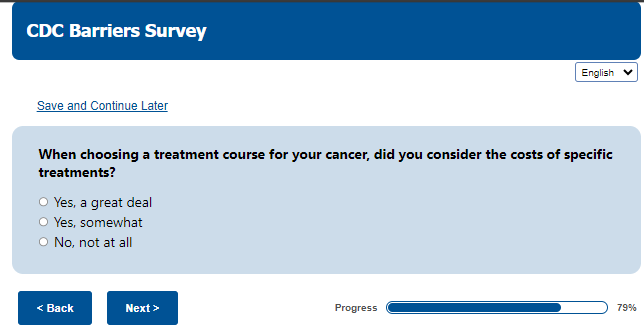 CDC Barriers Survey
English
Save and Continue Later
When choosing a treatment course for your cancer, did you consider the costs of specific
treatments?
Yes, a great deal
Yes, somewhat
No, not at all
< Back
Next >
Progress
79%